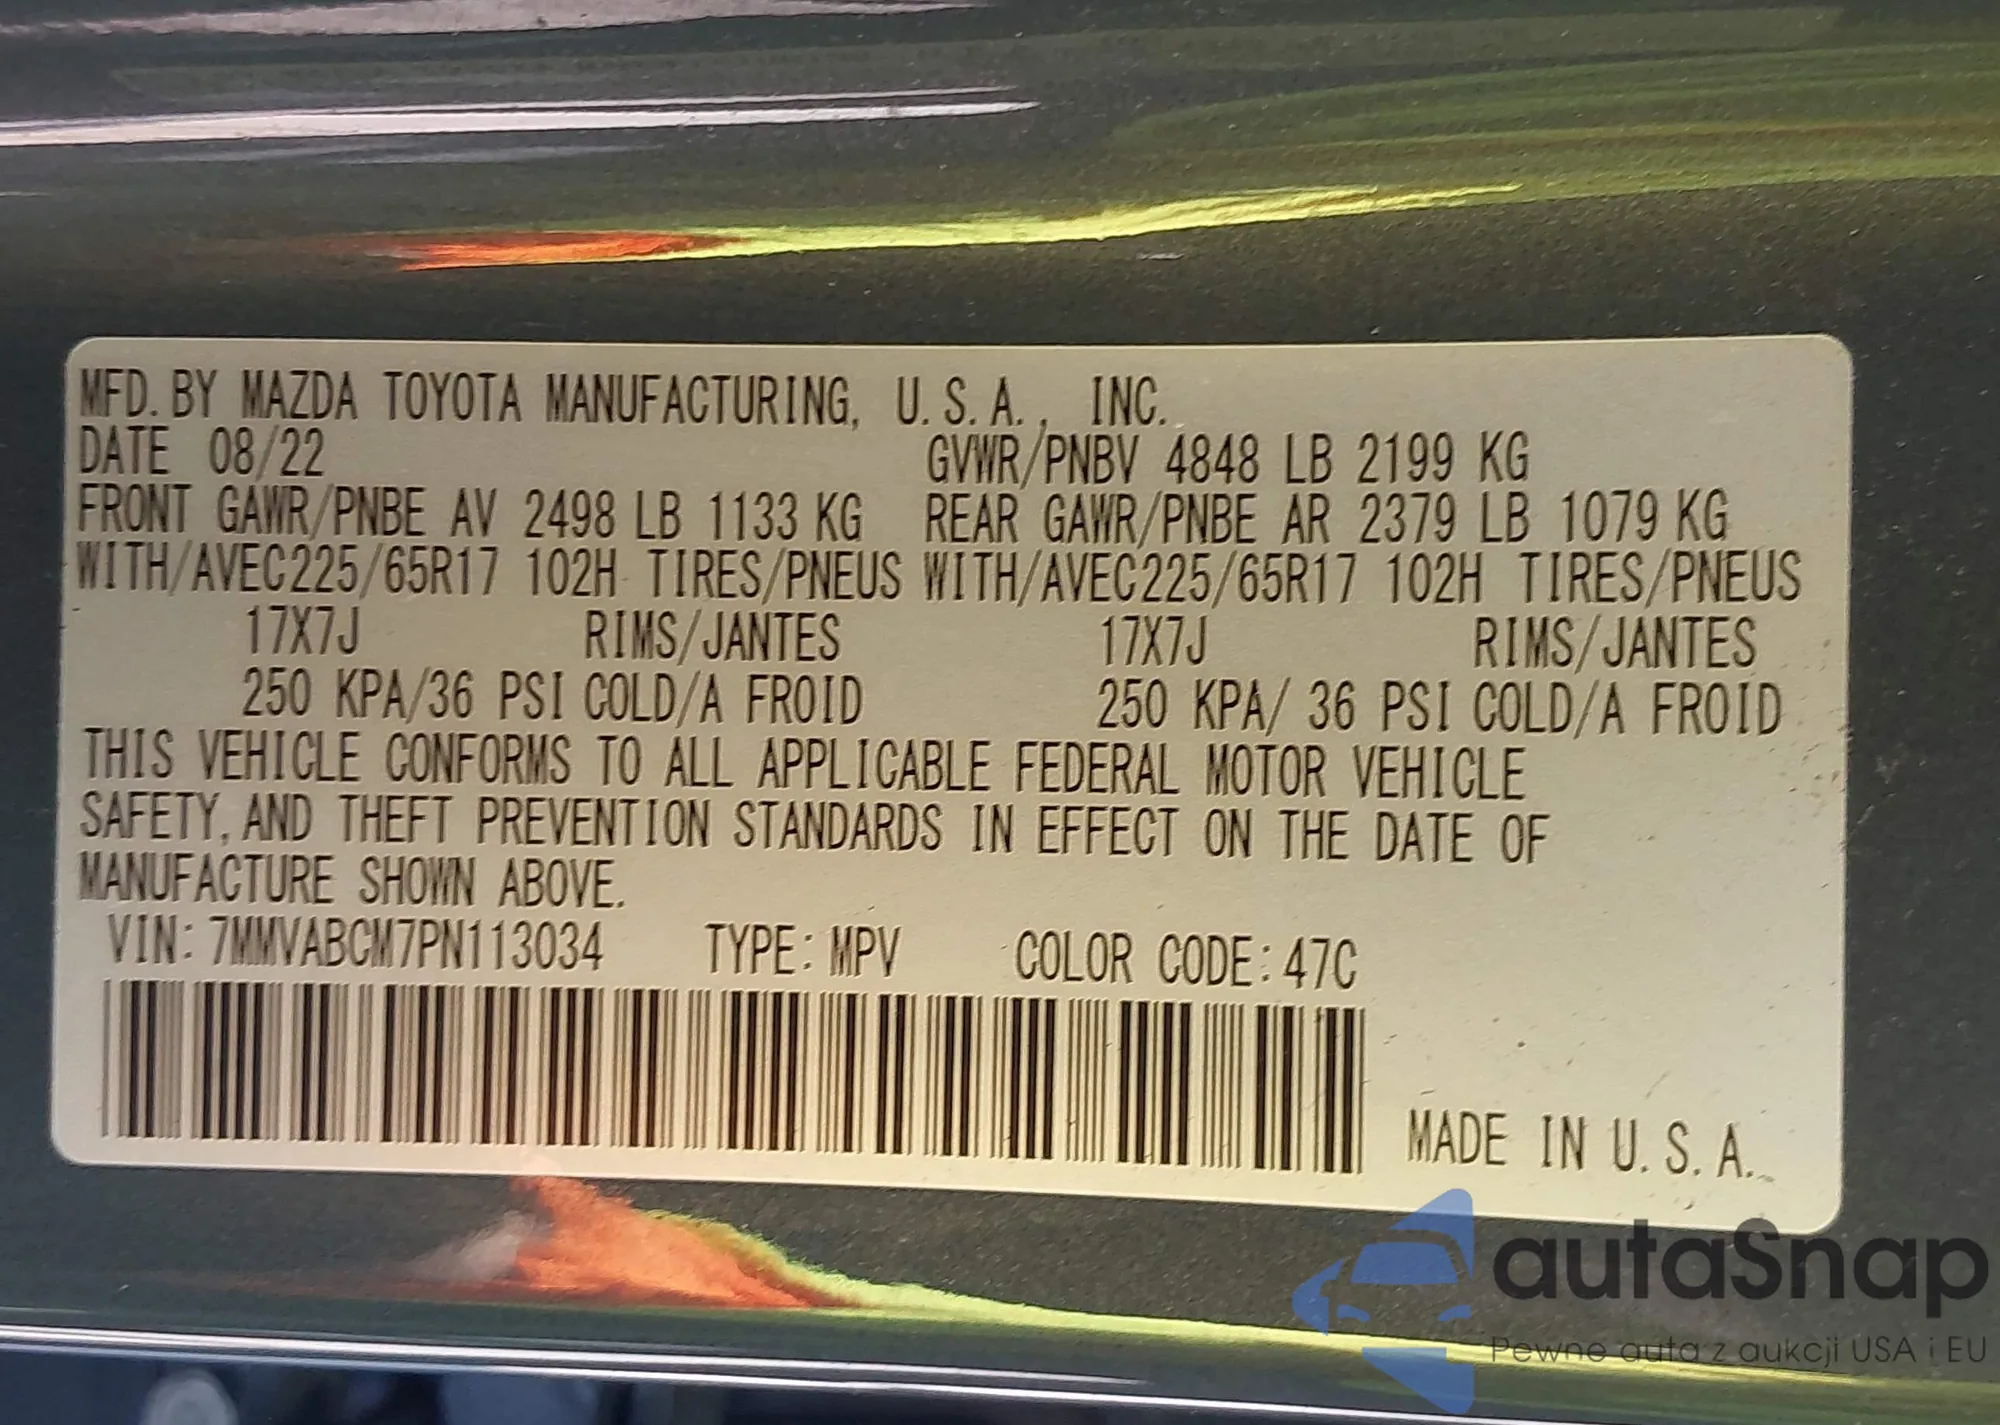 MFD. BY MAZDA TOYOTA MANUFACTURING, U.S.A., INC.
DATE 08/22 GVWR/PNBV 4848 LB 2199 KG
FRONT GAWR/PNBE AV 2498 LB 1133 KG REAR GAWR/PNBE AR 2379 LB 1079 KG
WITH/AVEC225/65R17 102H TIRES/PNEUS WITH/AVEC225/65R17 102H TIRES/PNEUS
17X7J RIMS/JANTES 17X7J RIMS/JANTES
250 KPA/36 PSI COLD/A FROID 250 KPA/ 36 PSI COLD/A FROID
THIS VEHICLE CONFORMS TO ALL APPLICABLE FEDERAL MOTOR VEHICLE
SAFETY, AND THEFT PREVENTION STANDARDS IN EFFECT ON THE DATE OF
MANUFACTURE SHOWN ABOVE.
VIN: 7MMVABCM7PN113034 TYPE: MPV COLOR CODE: 47C
MADE IN U.S.A.
autaSnap
Pewne auta z aukcji USA i EU